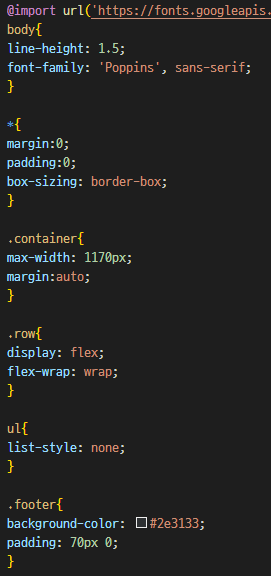 @import url('https://fonts.googleapis.
body{
line-height: 1.5;
font-family: 'Poppins', sans-serif;
}
*{
margin:0;
padding:0;
box-sizing: border-box;
}
.container{
max-width: 1170px;
margin:auto;
}
.row{
display: flex;
flex-wrap: wrap;
}
ul{
list-style: none;
}
.footer{
background-color: #2e3133;
padding: 70px 0;
}